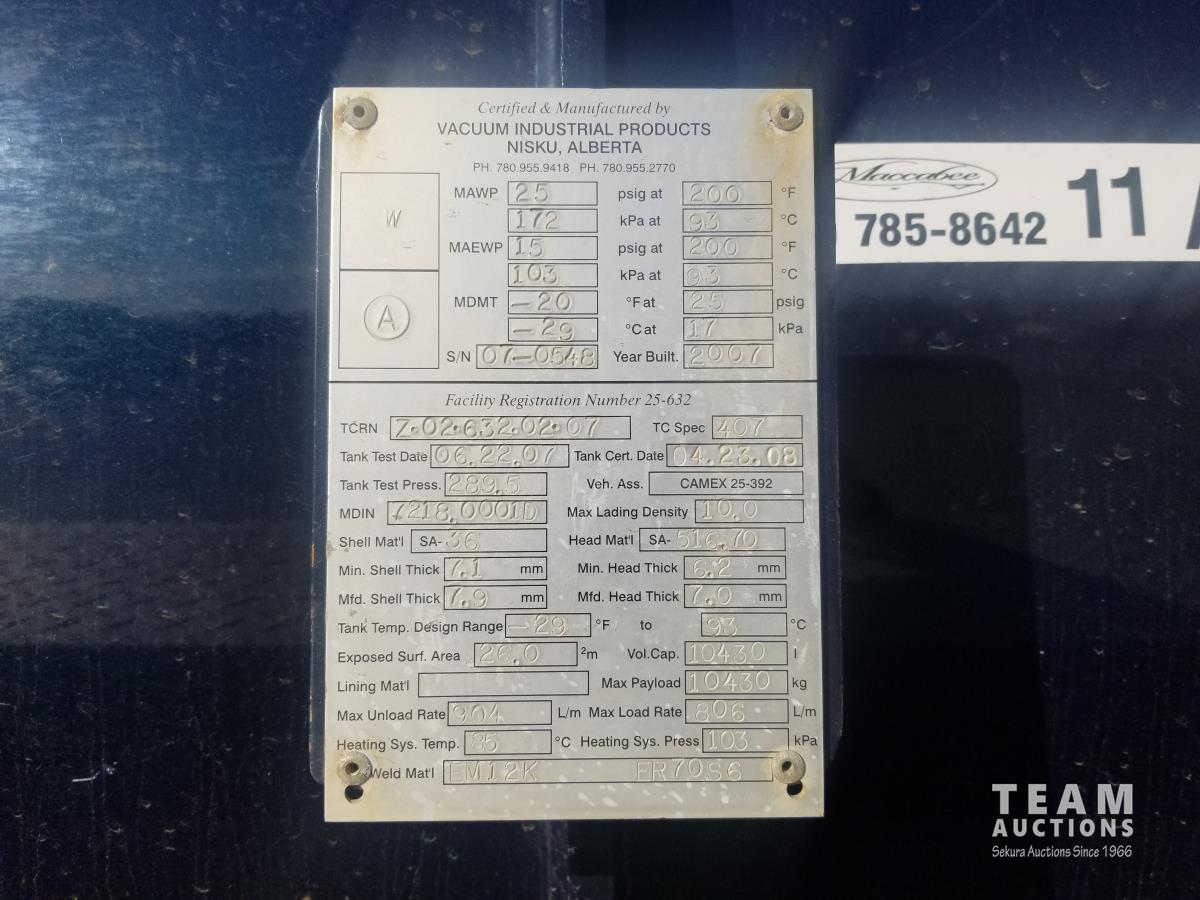 Certified & Manufactured by
VACUUM INDUSTRIAL PRODUCTS
NISKU, ALBERTA
PH. 780.955.9418 PH. 780.955.2770
W
A
MAWP 25 psig at 200 °F
172 kPa at 93 °C
MAEWP 15 psig at 200 °F
103 kPa at 93 °C
MDMT -20 °F at 25 psig
-29 °C at 17 kPa
S/N 07-0548 Year Built. 2007
Facility Registration Number 25-632
TCRN Z.02.632.02.07 TC Spec 407
Tank Test Date 06.22.07 Tank Cert. Date 04.23.08
Tank Test Press. 289.5 Veh. Ass. CAMEX 25-392
MDIN 7218.0001D Max Lading Density 10.0
Shell Mat'l SA-36 Head Mat'l SA-516.70
Min. Shell Thick 7.1 mm Min. Head Thick 6.2 mm
Mfd. Shell Thick 7.9 mm Mfd. Head Thick 7.0 mm
Tank Temp. Design Range -29 °F to 93 °C
Exposed Surf. Area 26.0 ²m Vol.Cap. 10430 l
Lining Mat'l Max Payload 10430 kg
Max Unload Rate 904 L/m Max Load Rate 806 L/m
Heating Sys. Temp. 85 °C Heating Sys. Press 103 kPa
Weld Mat'l EM12K ER70S6
Maccabee
785-8642 11
TEAM
AUCTIONS
Sekura Auctions Since 1966